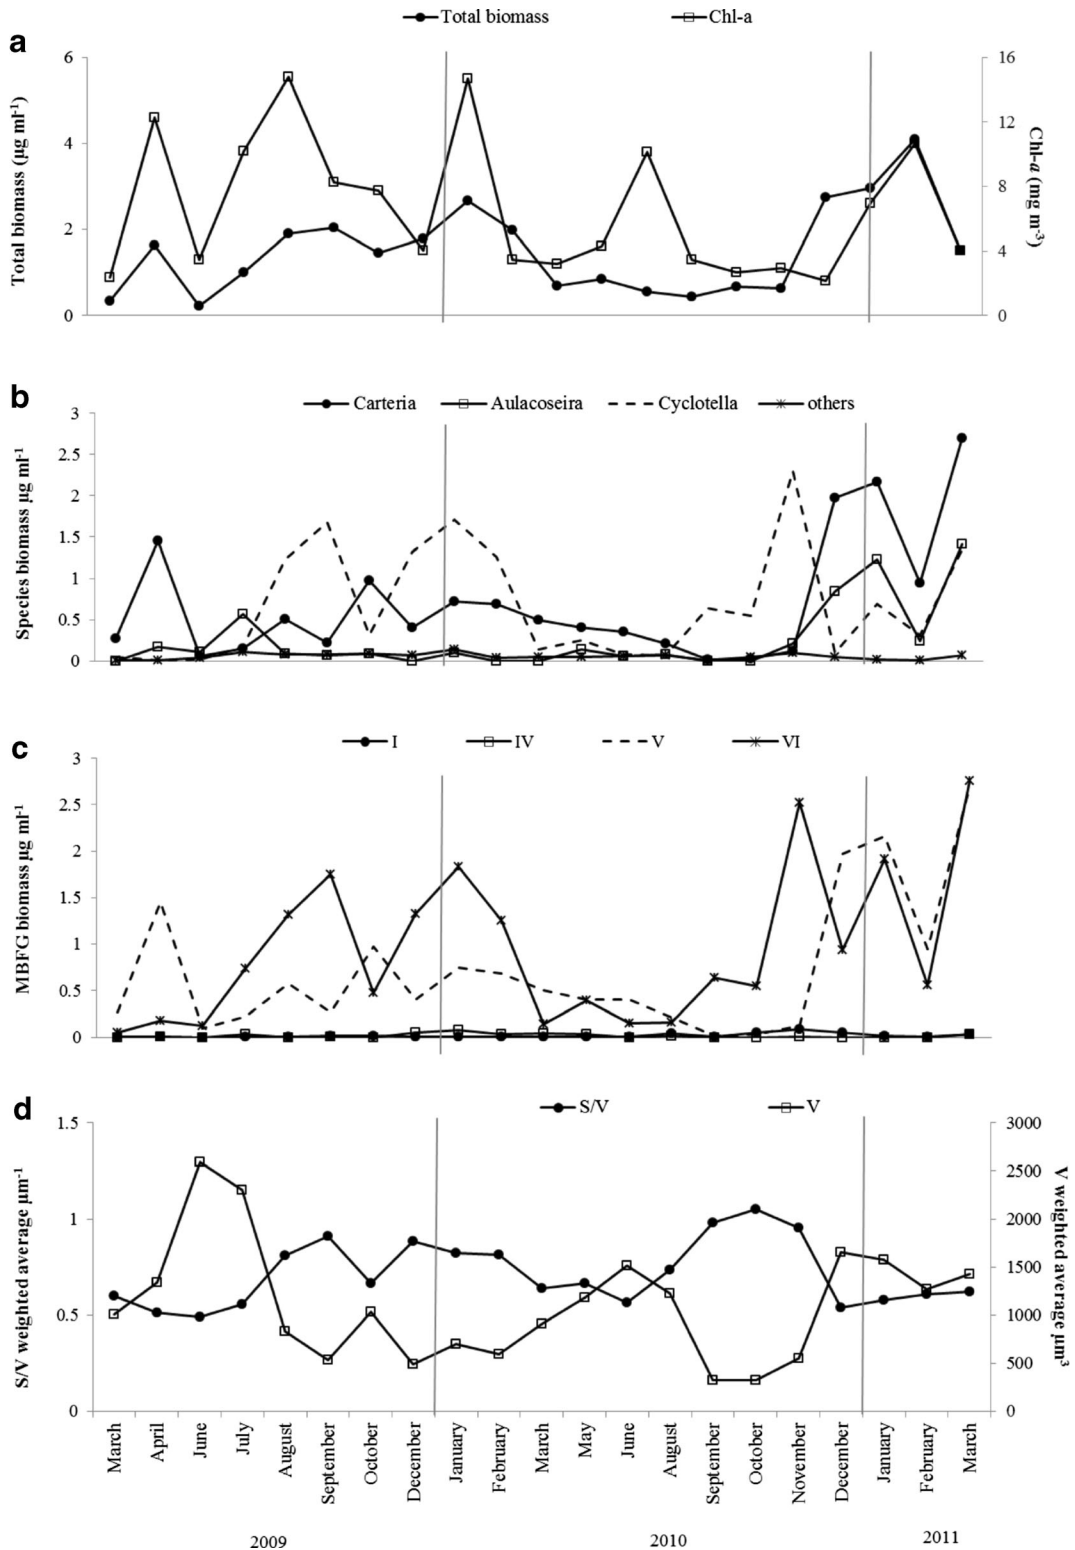 Total biomass Chl-a
a
6 16
12
4
8
2
4
0 0
Total biomass (µg ml-1)
Chl-a (mg m-3)
b
Carteria Aulacoseira Cyclotella others
3
2.5
2
1.5
1
0.5
0
Species biomass µg ml-1
c
I IV V VI
3
2.5
2
1.5
1
0.5
0
MBFG biomass µg ml-1
d
S/V V
1.5 3000
2500
1 2000
1500
0.5 1000
500
0 0
S/V weighted average µm-1
V weighted average µm3
March April June July August September October December January February March May June August September October November December January February March
2009 2010 2011